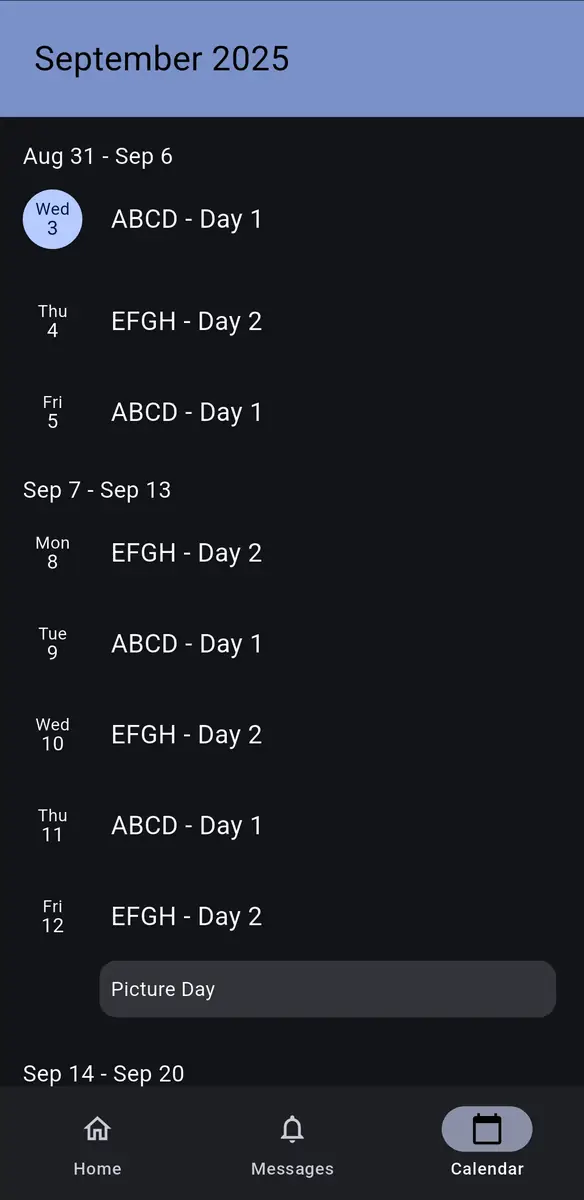 September 2025
Aug 31 - Sep 6
Wed
3
ABCD - Day 1
Thu
4
EFGH - Day 2
Fri
5
ABCD - Day 1
Sep 7 - Sep 13
Mon
8
EFGH - Day 2
Tue
9
ABCD - Day 1
Wed
10
EFGH - Day 2
Thu
11
ABCD - Day 1
Fri
12
EFGH - Day 2
Picture Day
Sep 14 - Sep 20
Home
Messages
Calendar